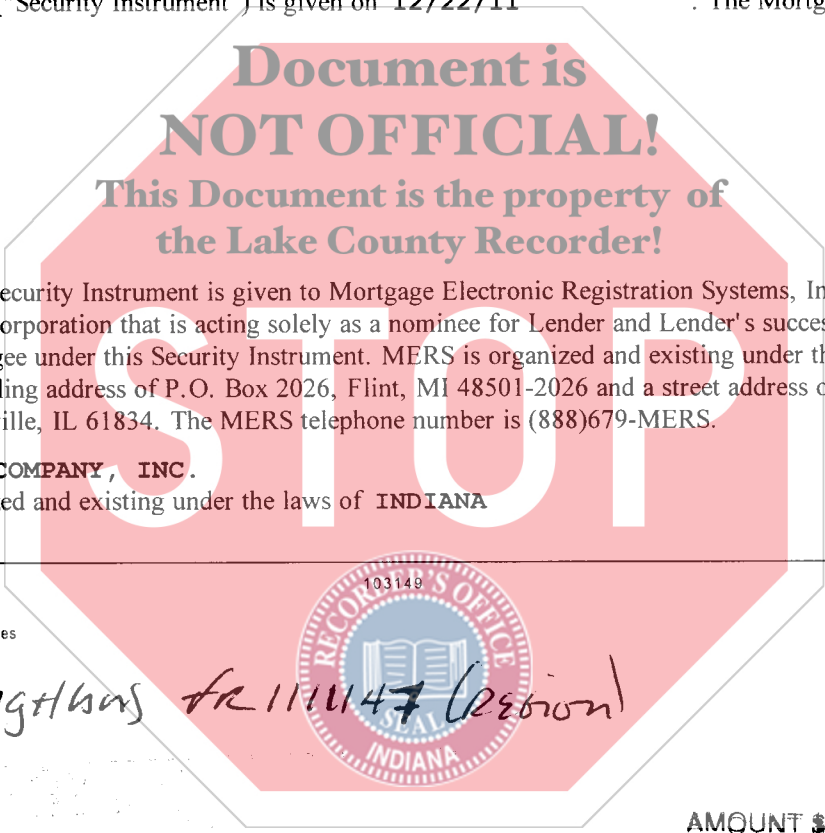 Security Instrument") is given on 12/22/11 . The Mortg
Document is
NOT OFFICIAL!
This Document is the property of
the Lake County Recorder!
ecurity Instrument is given to Mortgage Electronic Registration Systems, In
orporation that is acting solely as a nominee for Lender and Lender's succes
gee under this Security Instrument. MERS is organized and existing under th
ling address of P.O. Box 2026, Flint, MI 48501-2026 and a street address o
ille, IL 61834. The MERS telephone number is (888)679-MERS.
COMPANY, INC.
ed and existing under the laws of INDIANA
STOP
103149
es
RECORDER'S OFFICE
SEAL
INDIANA
(Region)
AMOUNT $